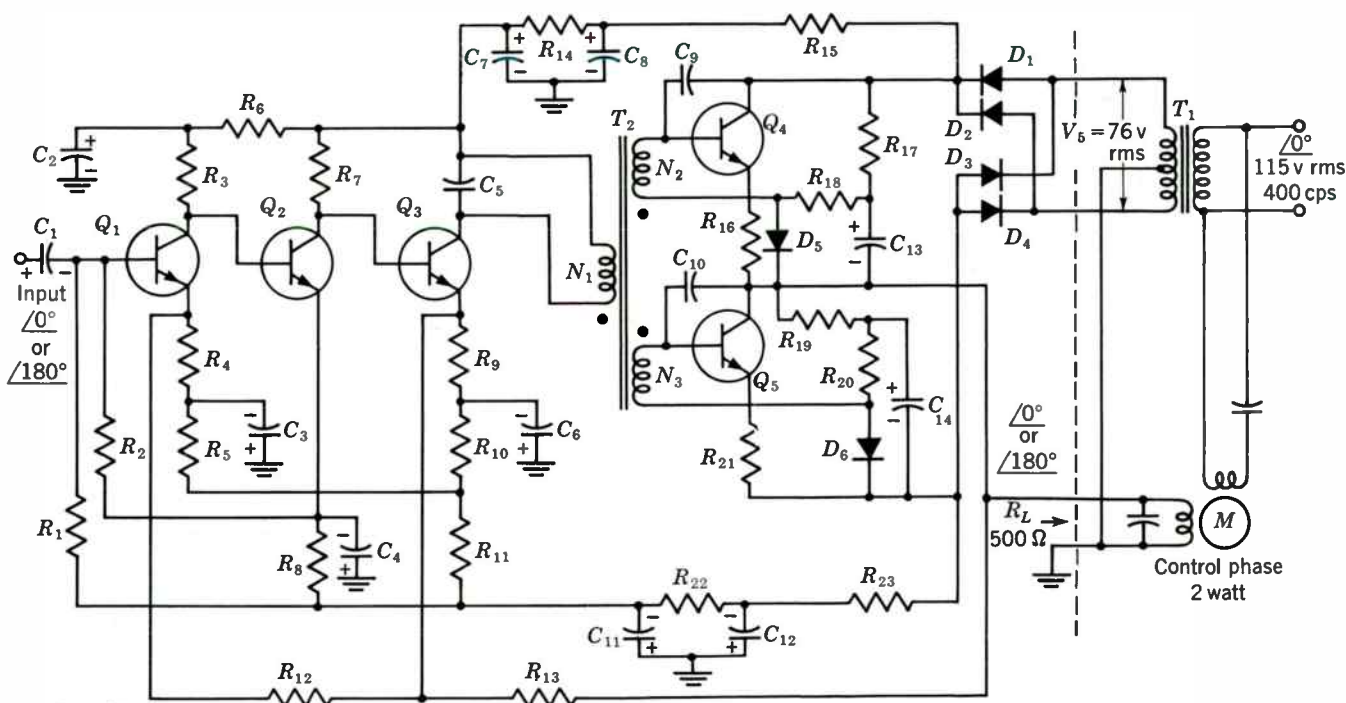 C7
+
−
R14
+
−
C8
R15
C9
D1
R6
T2
Q4
D2
V5 = 76 v
rms
T1
/0°
115 v rms
400 cps
C2
+
−
R3
R7
C5
N2
R17
D3
R18
D4
C1
Q1
Q2
Q3
R16
D5
+
−
C13
+
−
Input
/0°
or
/180°
N1
C10
R4
R9
R19
N3
Q5
R20
+
−
C14
R2
R5
−
+
C3
R10
−
+
C6
R21
D6
/0°
or
/180°
R1
R8
−
+
C4
R11
RL
500 Ω
M
Control phase
2 watt
R22
R23
C11
−
+
−
+
C12
R12
R13